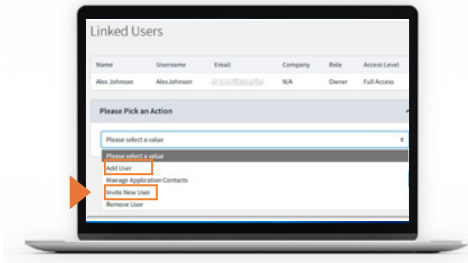 Linked Users
Name Username Email Company Role Access Level
Alex Johnson AlexJohnson N/A Owner Full Access
Please Pick an Action
Please select a value
Please select a value
Add User
Manage Application Contacts
Invite New User
Remove User